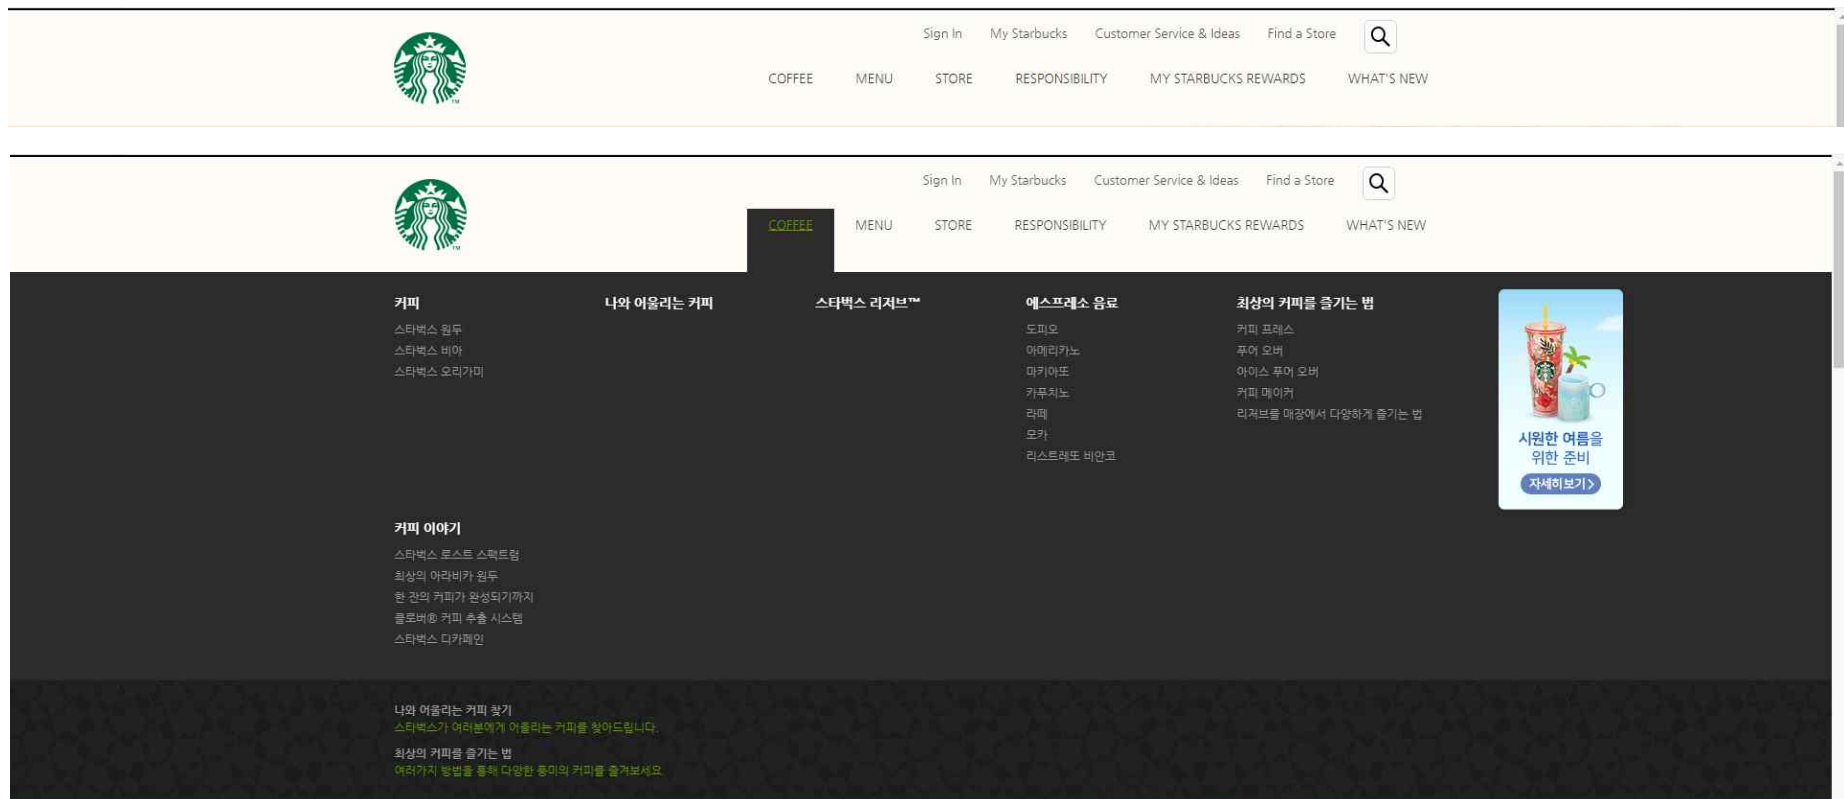 Sign In My Starbucks Customer Service & Ideas Find a Store
COFFEE MENU STORE RESPONSIBILITY MY STARBUCKS REWARDS WHAT'S NEW
Sign In My Starbucks Customer Service & Ideas Find a Store
COFFEE MENU STORE RESPONSIBILITY MY STARBUCKS REWARDS WHAT'S NEW
커피
스타벅스 원두
스타벅스 비아
스타벅스 오리가미
나와 어울리는 커피
스타벅스 리저브™
에스프레소 음료
도피오
아메리카노
마키아또
카푸치노
라떼
모카
리스트레또 비안코
최상의 커피를 즐기는 법
커피 프레스
푸어 오버
아이스 푸어 오버
커피 메이커
리저브를 매장에서 다양하게 즐기는 법
시원한 여름을
위한 준비
자세히보기>
커피 이야기
스타벅스 로스트 스팩트럼
최상의 아라비카 원두
한 잔의 커피가 완성되기까지
클로버® 커피 추출 시스템
스타벅스 디카페인
나와 어울리는 커피 찾기
스타벅스가 여러분에게 어울리는 커피를 찾아드립니다.
최상의 커피를 즐기는 법
여러가지 방법을 통해 다양한 풍미의 커피를 즐겨보세요.